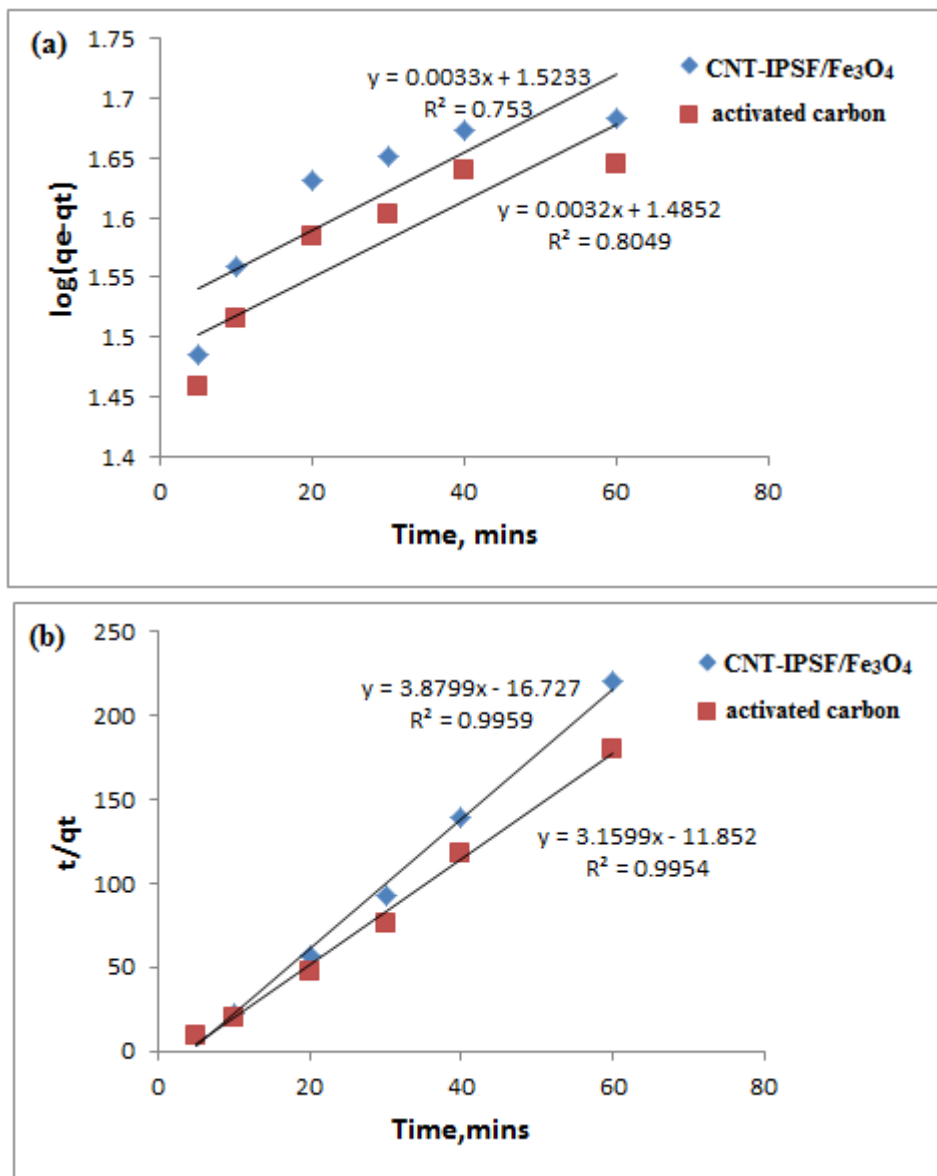 (a)
1.75
1.7
1.65
1.6
1.55
1.5
1.45
1.4
log(qe-qt)
y = 0.0033x + 1.5233
R² = 0.753
y = 0.0032x + 1.4852
R² = 0.8049
CNT-IPSF/Fe₃O₄
activated carbon
0 20 40 60 80
Time, mins
(b)
250
200
150
100
50
0
t/qt
y = 3.8799x - 16.727
R² = 0.9959
y = 3.1599x - 11.852
R² = 0.9954
CNT-IPSF/Fe₃O₄
activated carbon
0 20 40 60 80
Time,mins